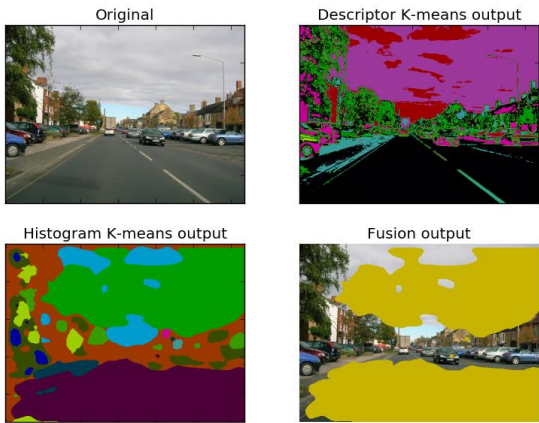 Original
Descriptor K-means output
Histogram K-means output
Fusion output